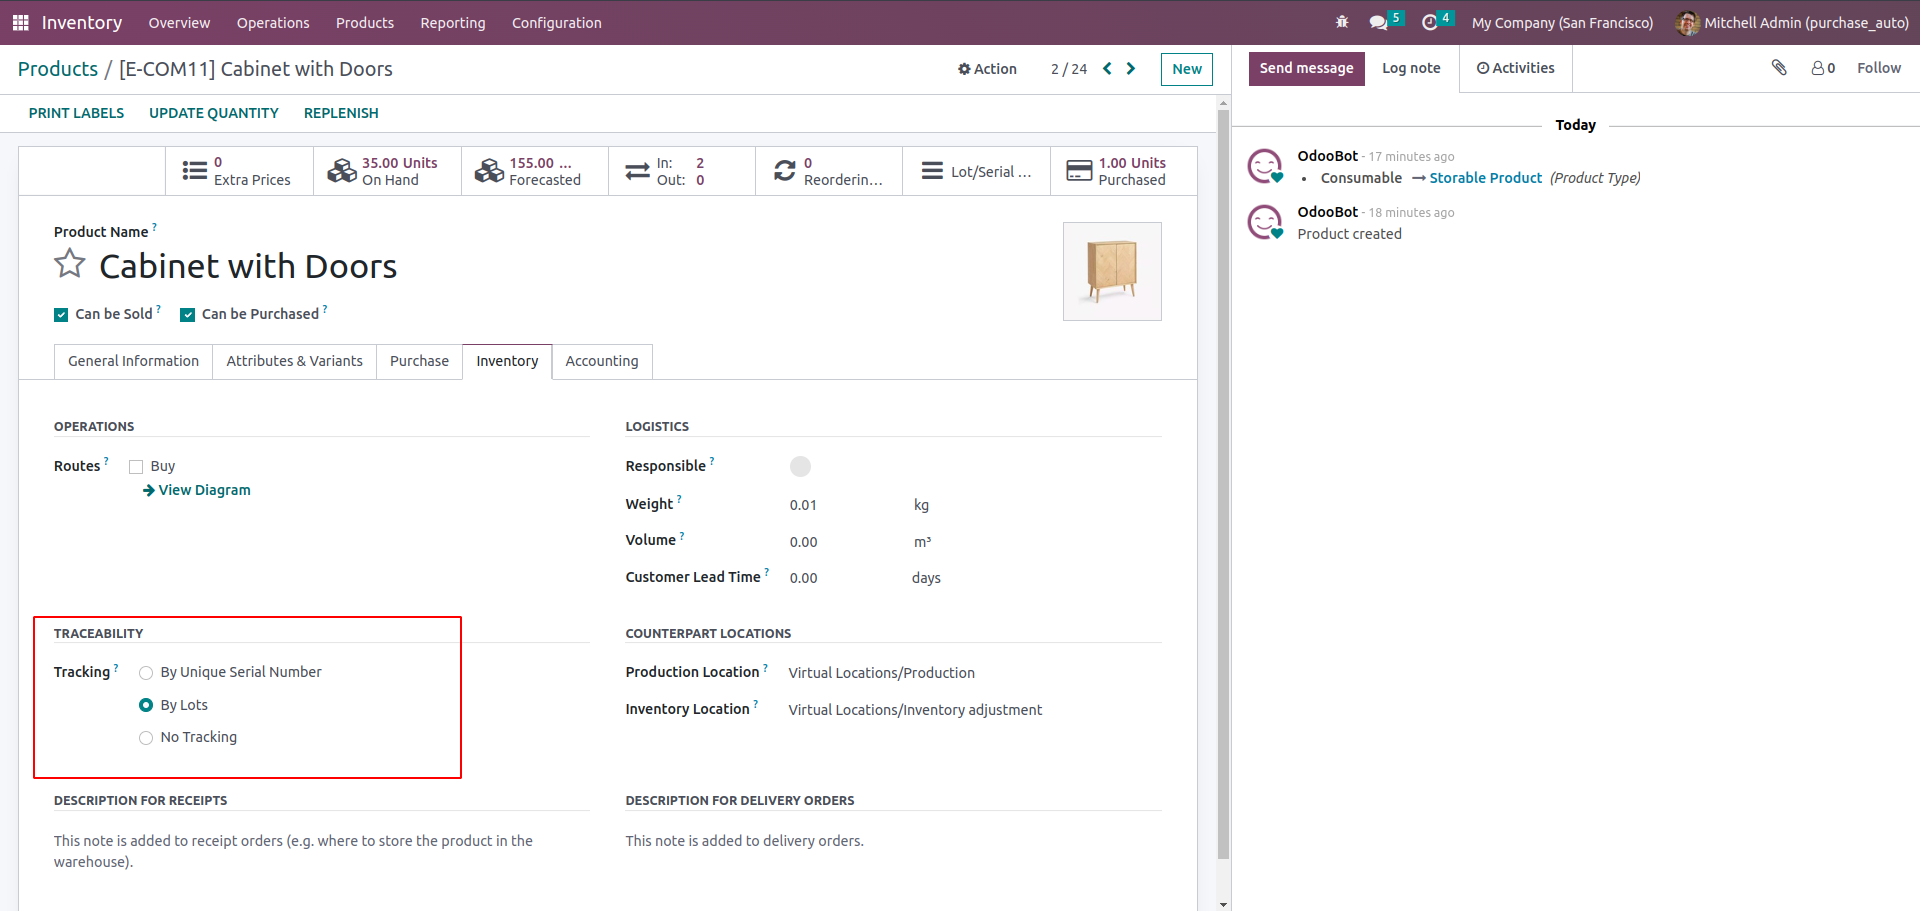 Inventory Overview Operations Products Reporting Configuration 5 4 My Company (San Francisco) Mitchell Admin (purchase_auto)
Products / [E-COM11] Cabinet with Doors Action 2 / 24 New
Send message Log note Activities 0 Follow
PRINT LABELS UPDATE QUANTITY REPLENISH
0 Extra Prices
35.00 Units On Hand
155.00 ... Forecasted
In: 2
Out: 0
0 Reorderin...
Lot/Serial ...
1.00 Units Purchased
Product Name ?
Cabinet with Doors
Can be Sold ? Can be Purchased ?
General Information Attributes & Variants Purchase Inventory Accounting
OPERATIONS
Routes ? Buy
View Diagram
LOGISTICS
Responsible ?
Weight ? 0.01 kg
Volume ? 0.00 m³
Customer Lead Time ? 0.00 days
TRACEABILITY
Tracking ? By Unique Serial Number
By Lots
No Tracking
COUNTERPART LOCATIONS
Production Location ? Virtual Locations/Production
Inventory Location ? Virtual Locations/Inventory adjustment
DESCRIPTION FOR RECEIPTS
This note is added to receipt orders (e.g. where to store the product in the
warehouse).
DESCRIPTION FOR DELIVERY ORDERS
This note is added to delivery orders.
Today
OdooBot - 17 minutes ago
• Consumable → Storable Product (Product Type)
OdooBot - 18 minutes ago
Product created